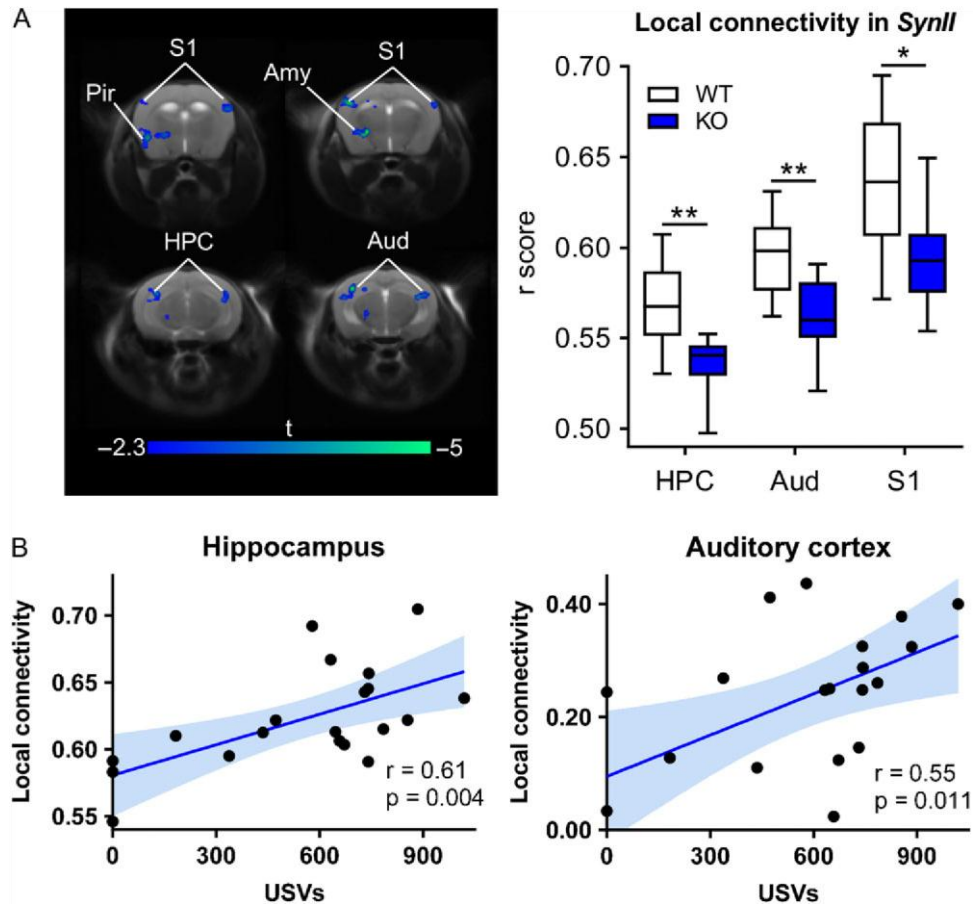 A
S1
S1
Pir
Amy
HPC
Aud
t
–2.3
–5
Local connectivity in SynII
0.70
0.65
0.60
0.55
0.50
r score
WT
KO
**
**
*
HPC
Aud
S1
B
Hippocampus
Local connectivity
0.70
0.65
0.60
0.55
r = 0.61
p = 0.004
0
300
600
900
USVs
Auditory cortex
Local connectivity
0.40
0.20
0.00
r = 0.55
p = 0.011
0
300
600
900
USVs